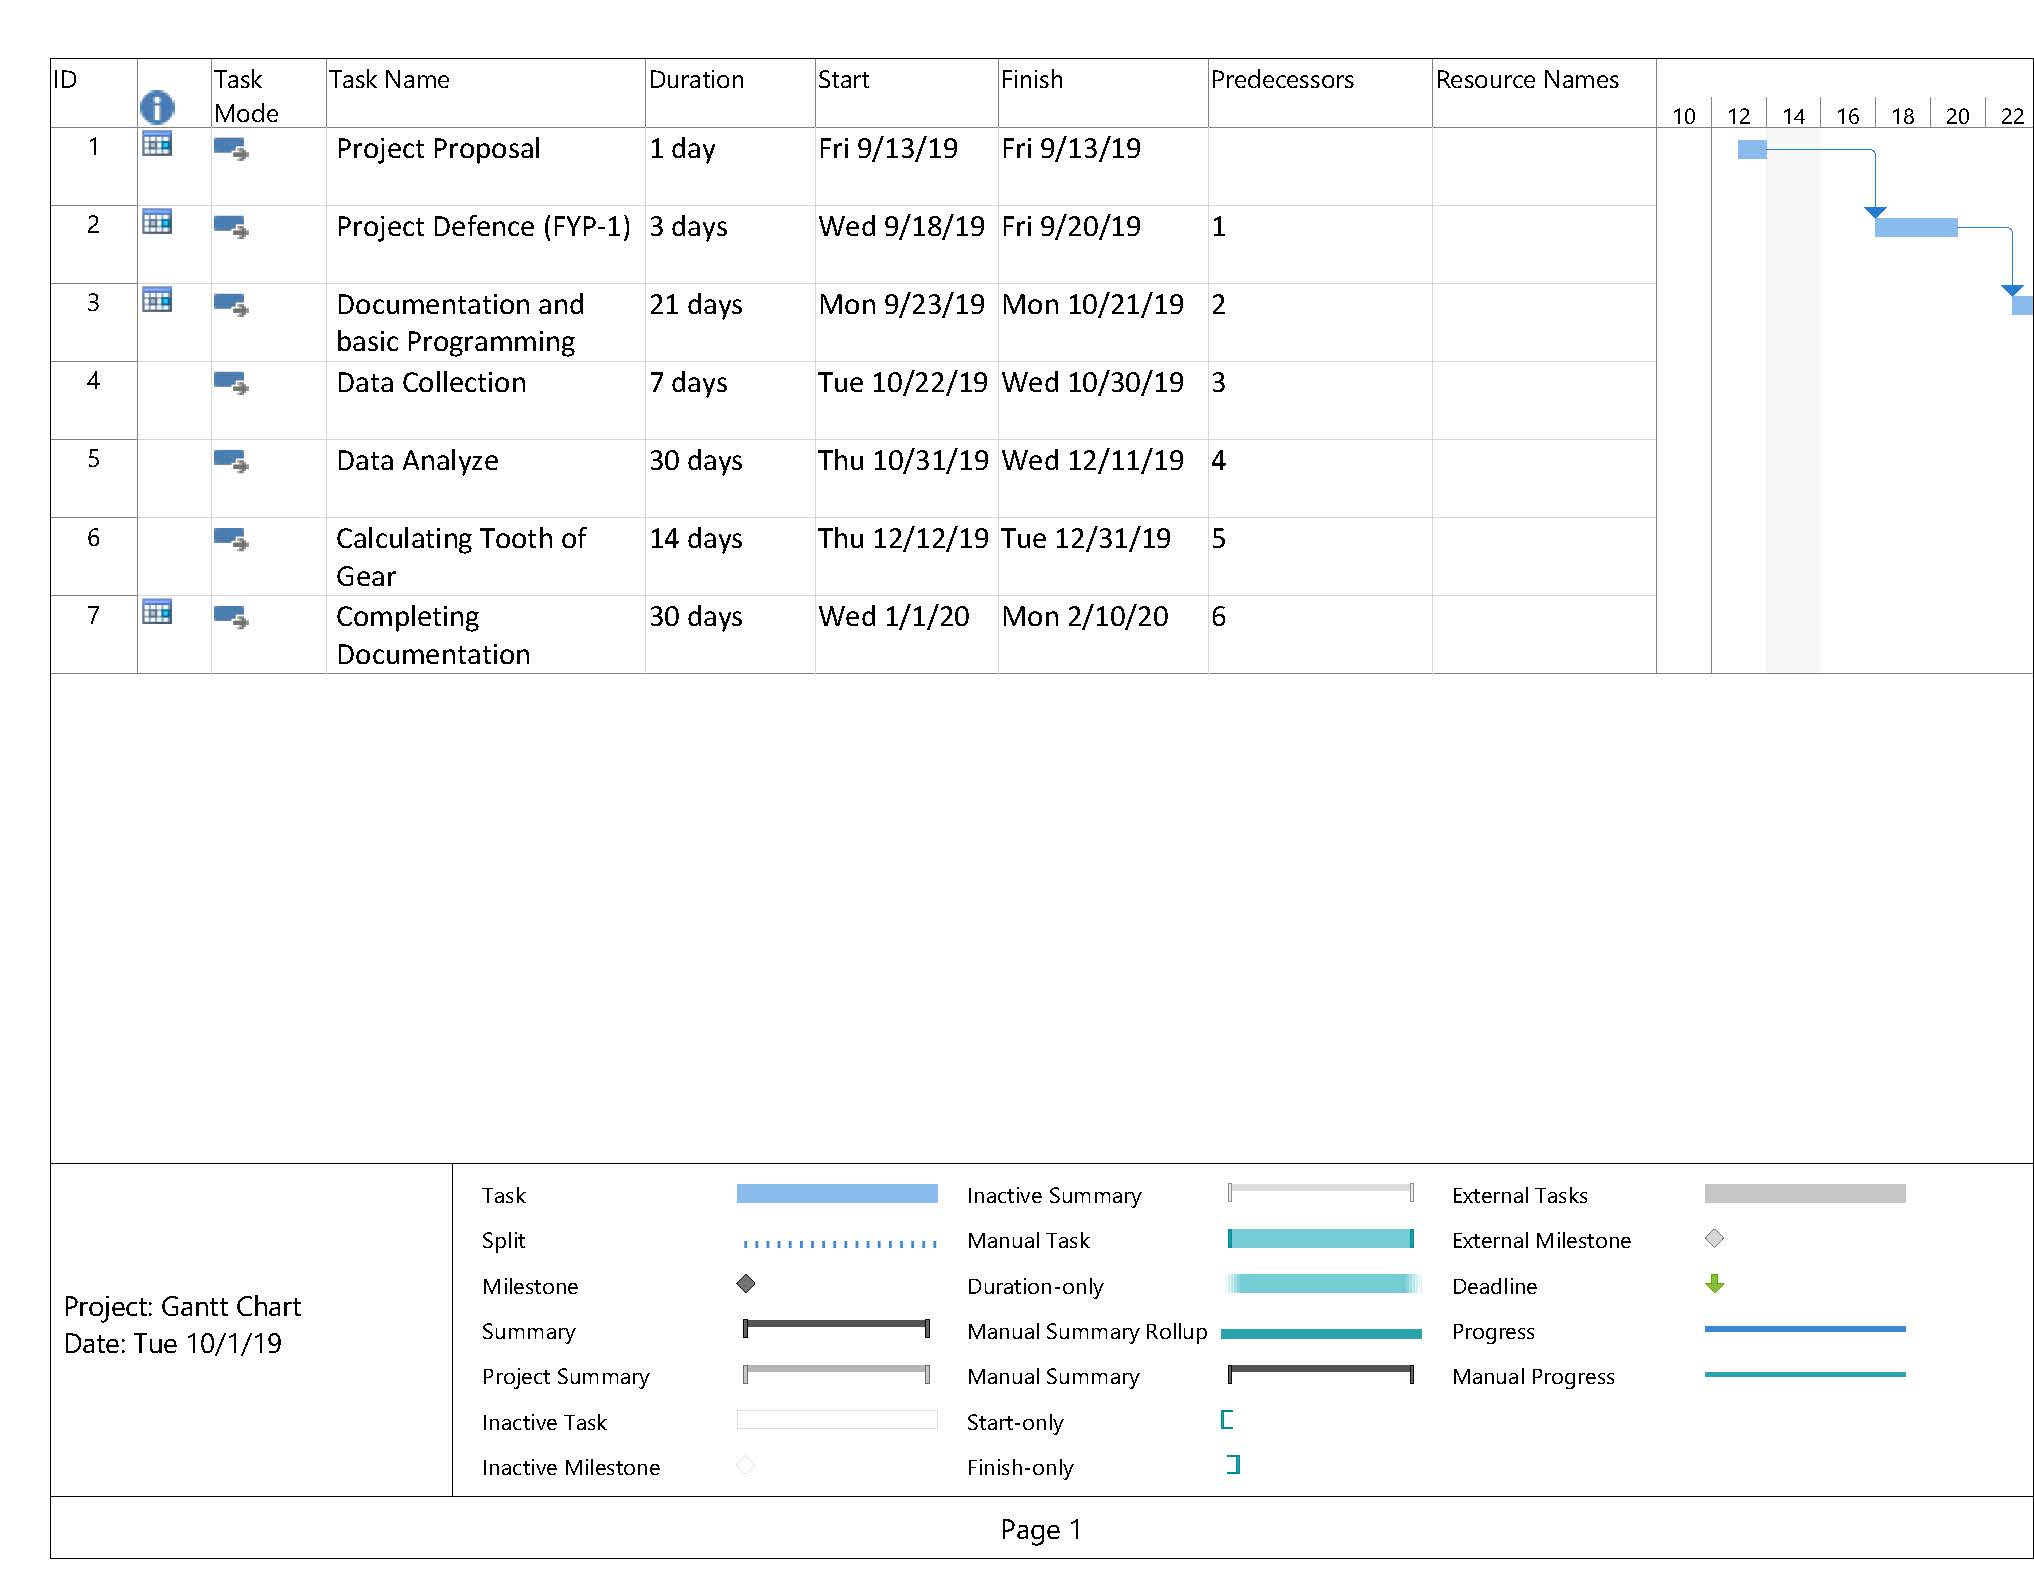 ID Task Mode Task Name Duration Start Finish Predecessors Resource Names
10 12 14 16 18 20 22
1 Project Proposal 1 day Fri 9/13/19 Fri 9/13/19
2 Project Defence (FYP-1) 3 days Wed 9/18/19 Fri 9/20/19 1
3 Documentation and basic Programming 21 days Mon 9/23/19 Mon 10/21/19 2
4 Data Collection 7 days Tue 10/22/19 Wed 10/30/19 3
5 Data Analyze 30 days Thu 10/31/19 Wed 12/11/19 4
6 Calculating Tooth of Gear 14 days Thu 12/12/19 Tue 12/31/19 5
7 Completing Documentation 30 days Wed 1/1/20 Mon 2/10/20 6
Project: Gantt Chart
Date: Tue 10/1/19
Task
Split
Milestone
Summary
Project Summary
Inactive Task
Inactive Milestone
Inactive Summary
Manual Task
Duration-only
Manual Summary Rollup
Manual Summary
Start-only
Finish-only
External Tasks
External Milestone
Deadline
Progress
Manual Progress
Page 1